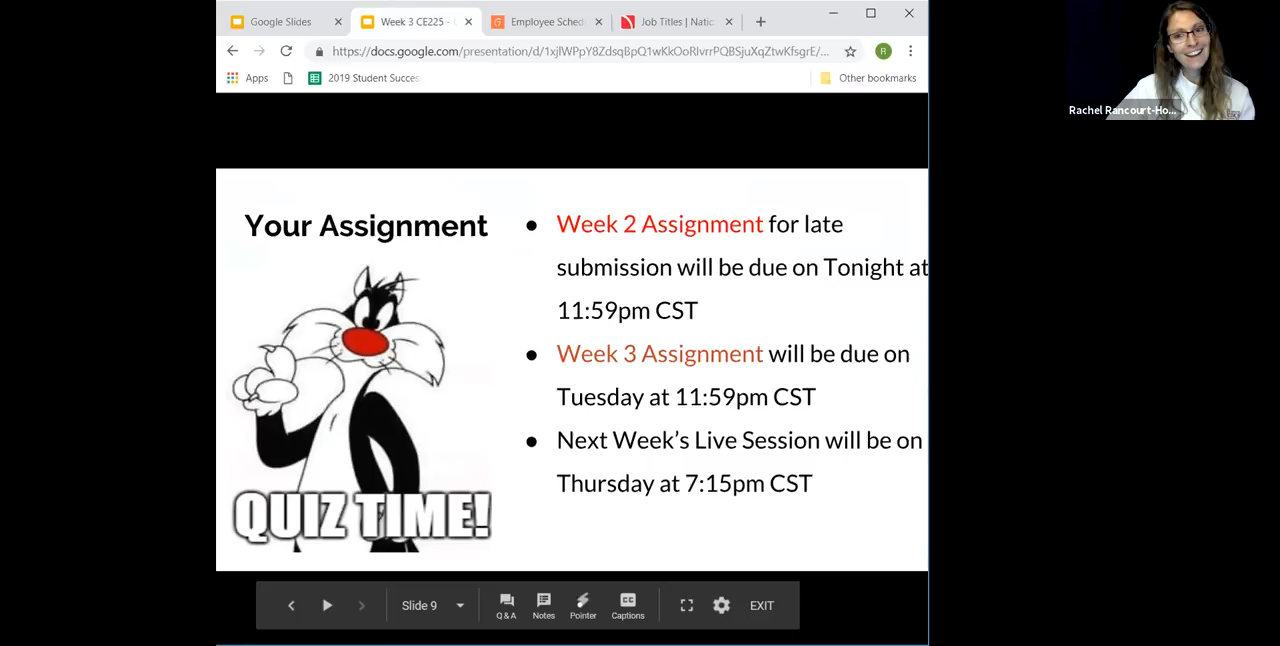 Google Slides
Week 3 CE225 -
Employee Sched
Job Titles | Natio
https://docs.google.com/presentation/d/1xjlWPpY8ZdsqBpQ1wKkOoRlvrrPQBSjuXqZtwKfsgrE/...
R
Apps
2019 Student Succes
Other bookmarks
Rachel Rancourt-Ho...
Your Assignment
Week 2 Assignment for late
submission will be due on Tonight at
11:59pm CST
Week 3 Assignment will be due on
Tuesday at 11:59pm CST
Next Week's Live Session will be on
Thursday at 7:15pm CST
QUIZ TIME!
Slide 9
Q & A
Notes
Pointer
CC
Captions
EXIT